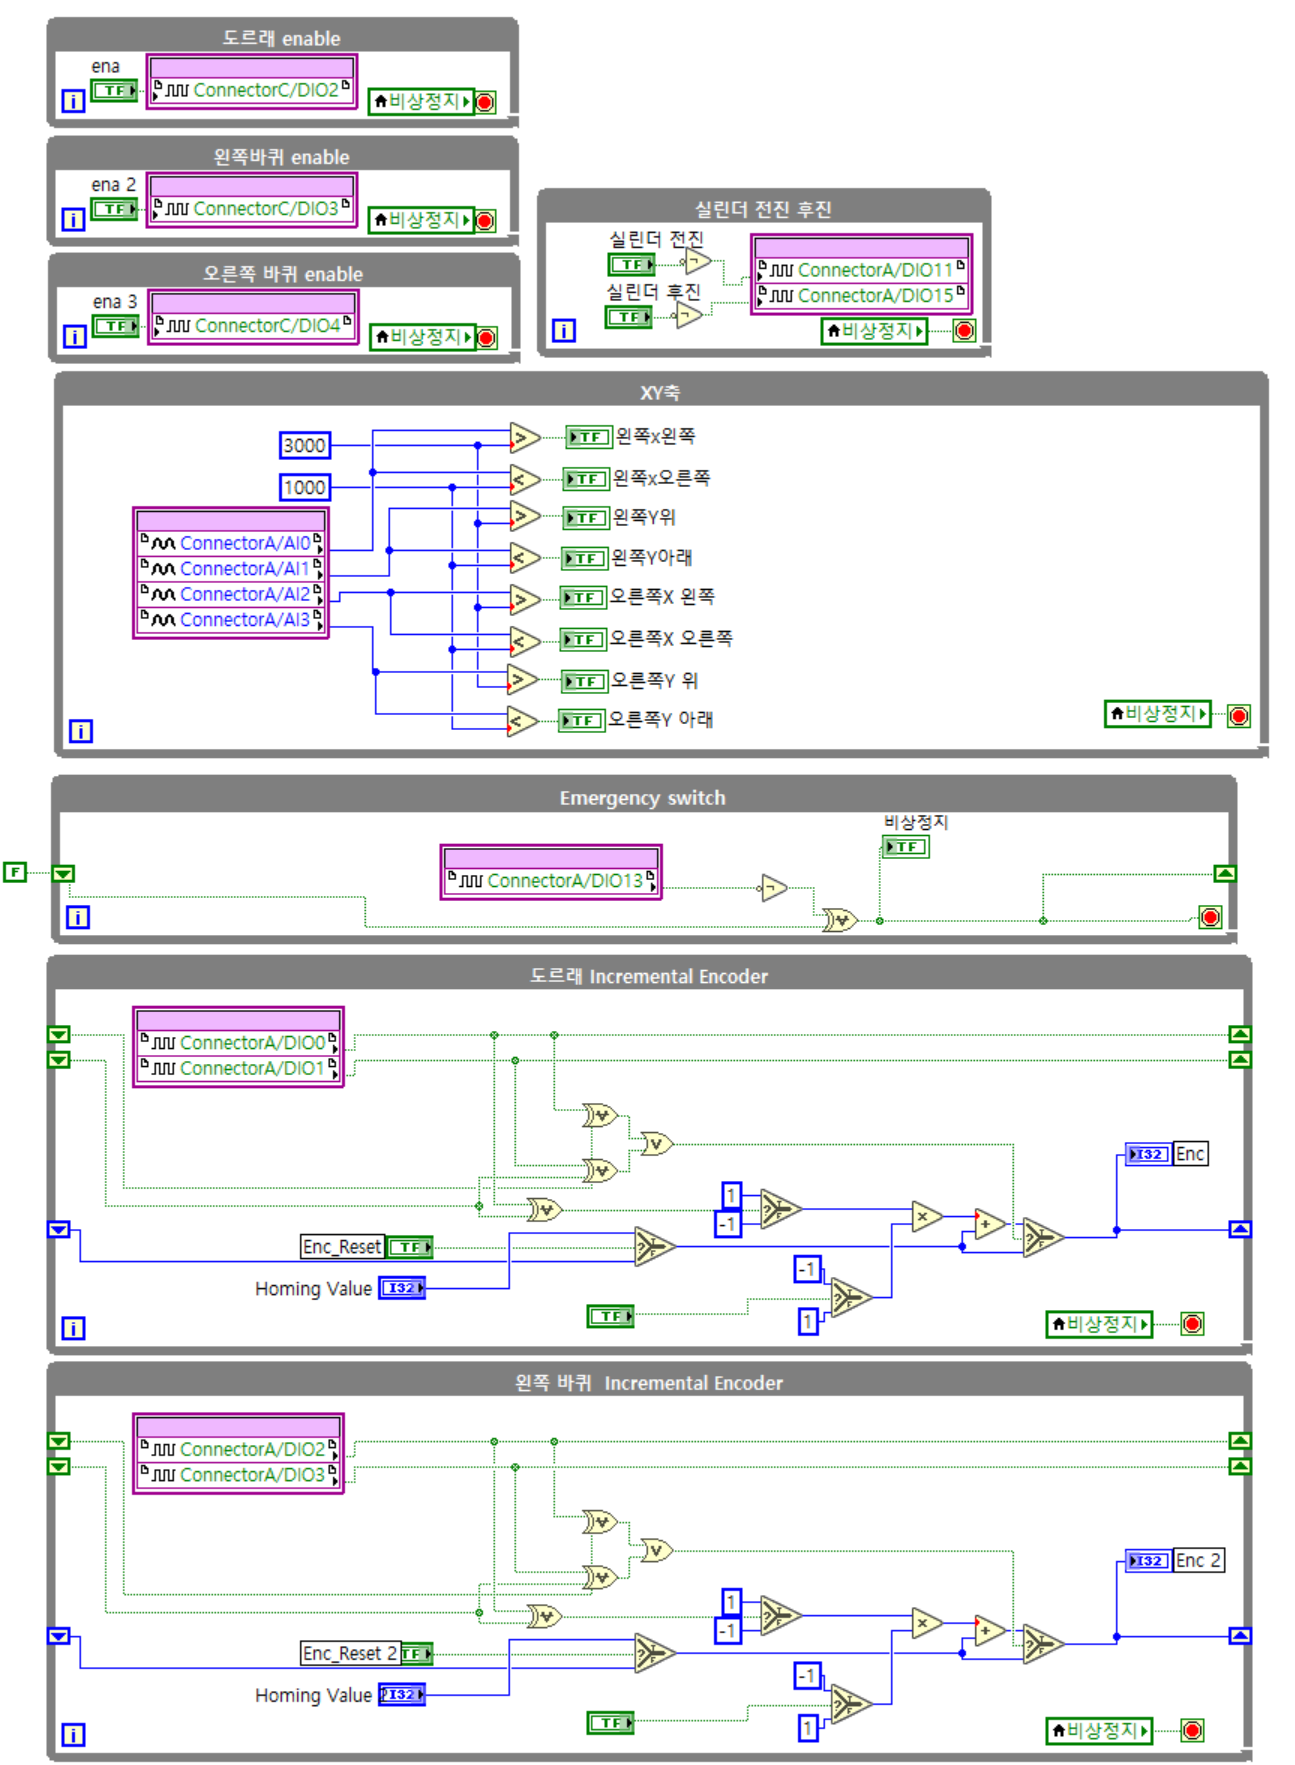 도르래 enable
ena
TF
ConnectorC/DIO2
비상정지
i
왼쪽바퀴 enable
ena 2
TF
ConnectorC/DIO3
비상정지
i
오른쪽 바퀴 enable
ena 3
TF
ConnectorC/DIO4
비상정지
i
실린더 전진 후진
실린더 전진
TF
실린더 후진
TF
ConnectorA/DIO11
ConnectorA/DIO15
비상정지
i
XY축
3000
1000
ConnectorA/AI0
ConnectorA/AI1
ConnectorA/AI2
ConnectorA/AI3
TF 왼쪽x왼쪽
TF 왼쪽x오른쪽
TF 왼쪽Y위
TF 왼쪽Y아래
TF 오른쪽X 왼쪽
TF 오른쪽X 오른쪽
TF 오른쪽Y 위
TF 오른쪽Y 아래
비상정지
i
Emergency switch
비상정지
TF
F
ConnectorA/DIO13
i
도르래 Incremental Encoder
ConnectorA/DIO0
ConnectorA/DIO1
I32 Enc
1
-1
Enc_Reset TF
Homing Value I32
-1
TF
1
비상정지
i
왼쪽 바퀴 Incremental Encoder
ConnectorA/DIO2
ConnectorA/DIO3
I32 Enc 2
1
-1
Enc_Reset 2 TF
Homing Value I32
-1
TF
1
비상정지
i